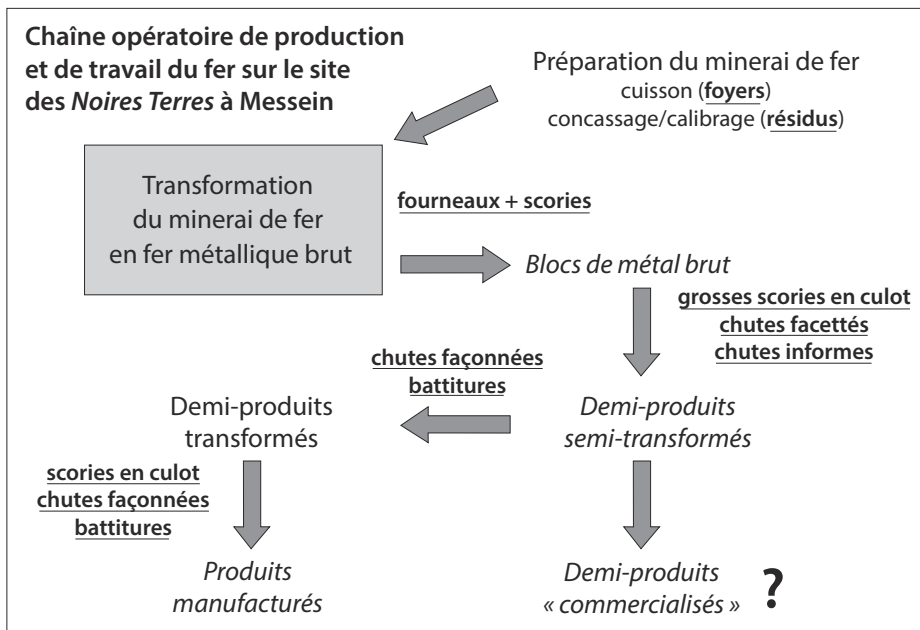 Chaîne opératoire de production
et de travail du fer sur le site
des Noires Terres à Messein
Préparation du minerai de fer
cuisson (foyers)
concassage/calibrage (résidus)
Transformation
du minerai de fer
en fer métallique brut
fourneaux + scories
Blocs de métal brut
grosses scories en culot
chutes facettés
chutes informes
chutes façonnées
battitures
Demi-produits
transformés
Demi-produits
semi-transformés
scories en culot
chutes façonnées
battitures
Produits
manufacturés
Demi-produits
« commercialisés » ?